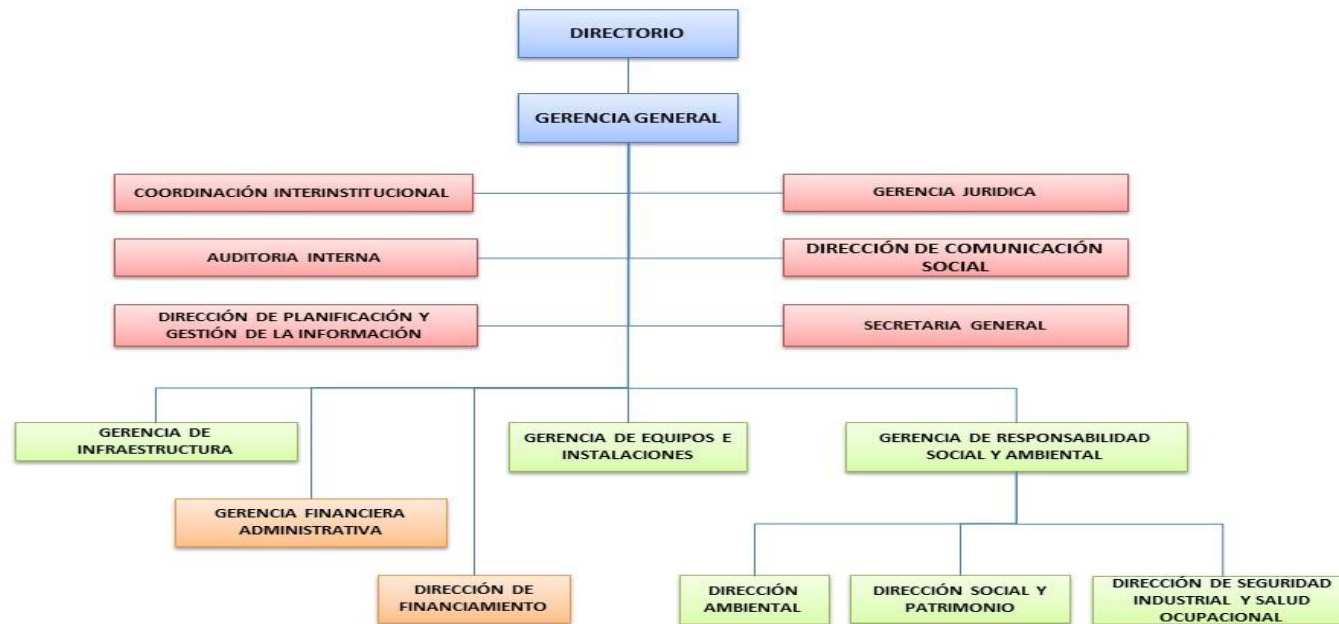 DIRECTORIO
GERENCIA GENERAL
COORDINACIÓN INTERINSTITUCIONAL
GERENCIA JURIDICA
AUDITORIA INTERNA
DIRECCIÓN DE COMUNICACIÓN
SOCIAL
DIRECCIÓN DE PLANIFICACIÓN Y
GESTIÓN DE LA INFORMACIÓN
SECRETARIA GENERAL
GERENCIA DE
INFRAESTRUCTURA
GERENCIA DE EQUIPOS E
INSTALACIONES
GERENCIA DE RESPONSABILIDAD
SOCIAL Y AMBIENTAL
GERENCIA FINANCIERA
ADMINISTRATIVA
DIRECCIÓN DE
FINANCIAMIENTO
DIRECCIÓN
AMBIENTAL
DIRECCIÓN SOCIAL Y
PATRIMONIO
DIRECCIÓN DE SEGURIDAD
INDUSTRIAL Y SALUD
OCUPACIONAL